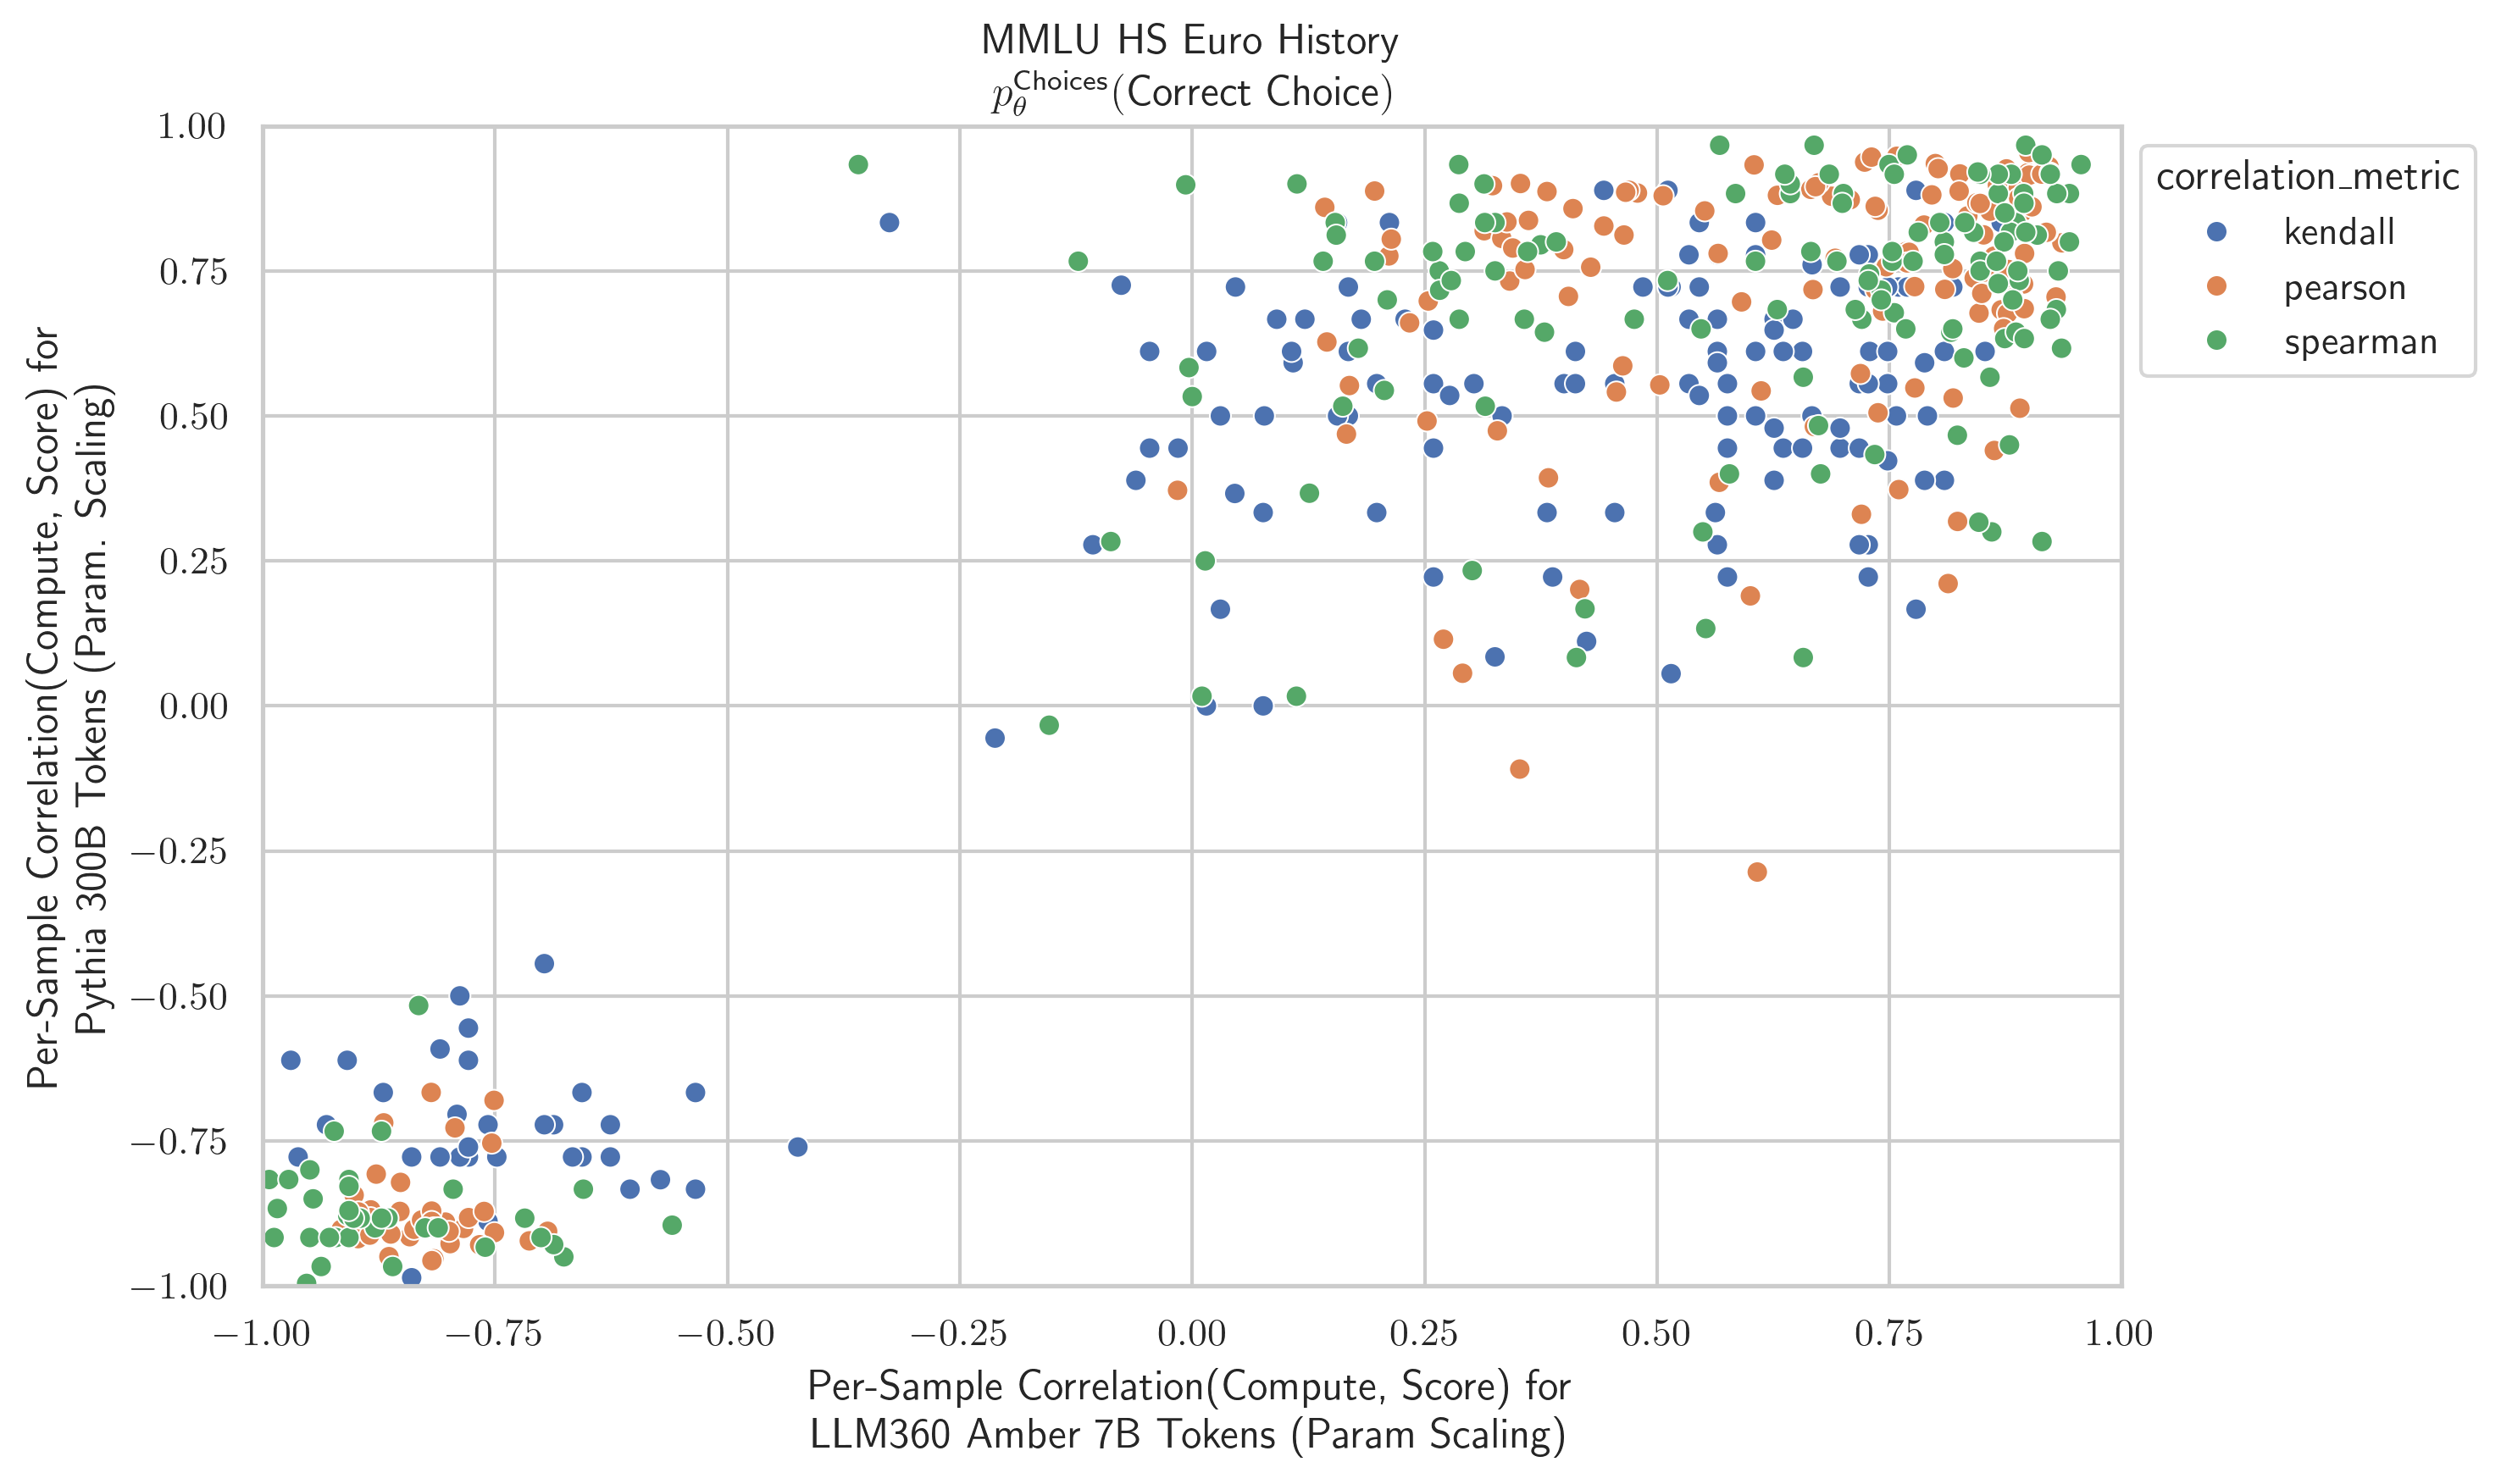 MMLU HS Euro History
p_θ^Choices(Correct Choice)
1.00
0.75
0.50
0.25
0.00
−0.25
−0.50
−0.75
−1.00
Per-Sample Correlation(Compute, Score) for
Pythia 300B Tokens (Param. Scaling)
−1.00 −0.75 −0.50 −0.25 0.00 0.25 0.50 0.75 1.00
Per-Sample Correlation(Compute, Score) for
LLM360 Amber 7B Tokens (Param Scaling)
correlation_metric
kendall
pearson
spearman